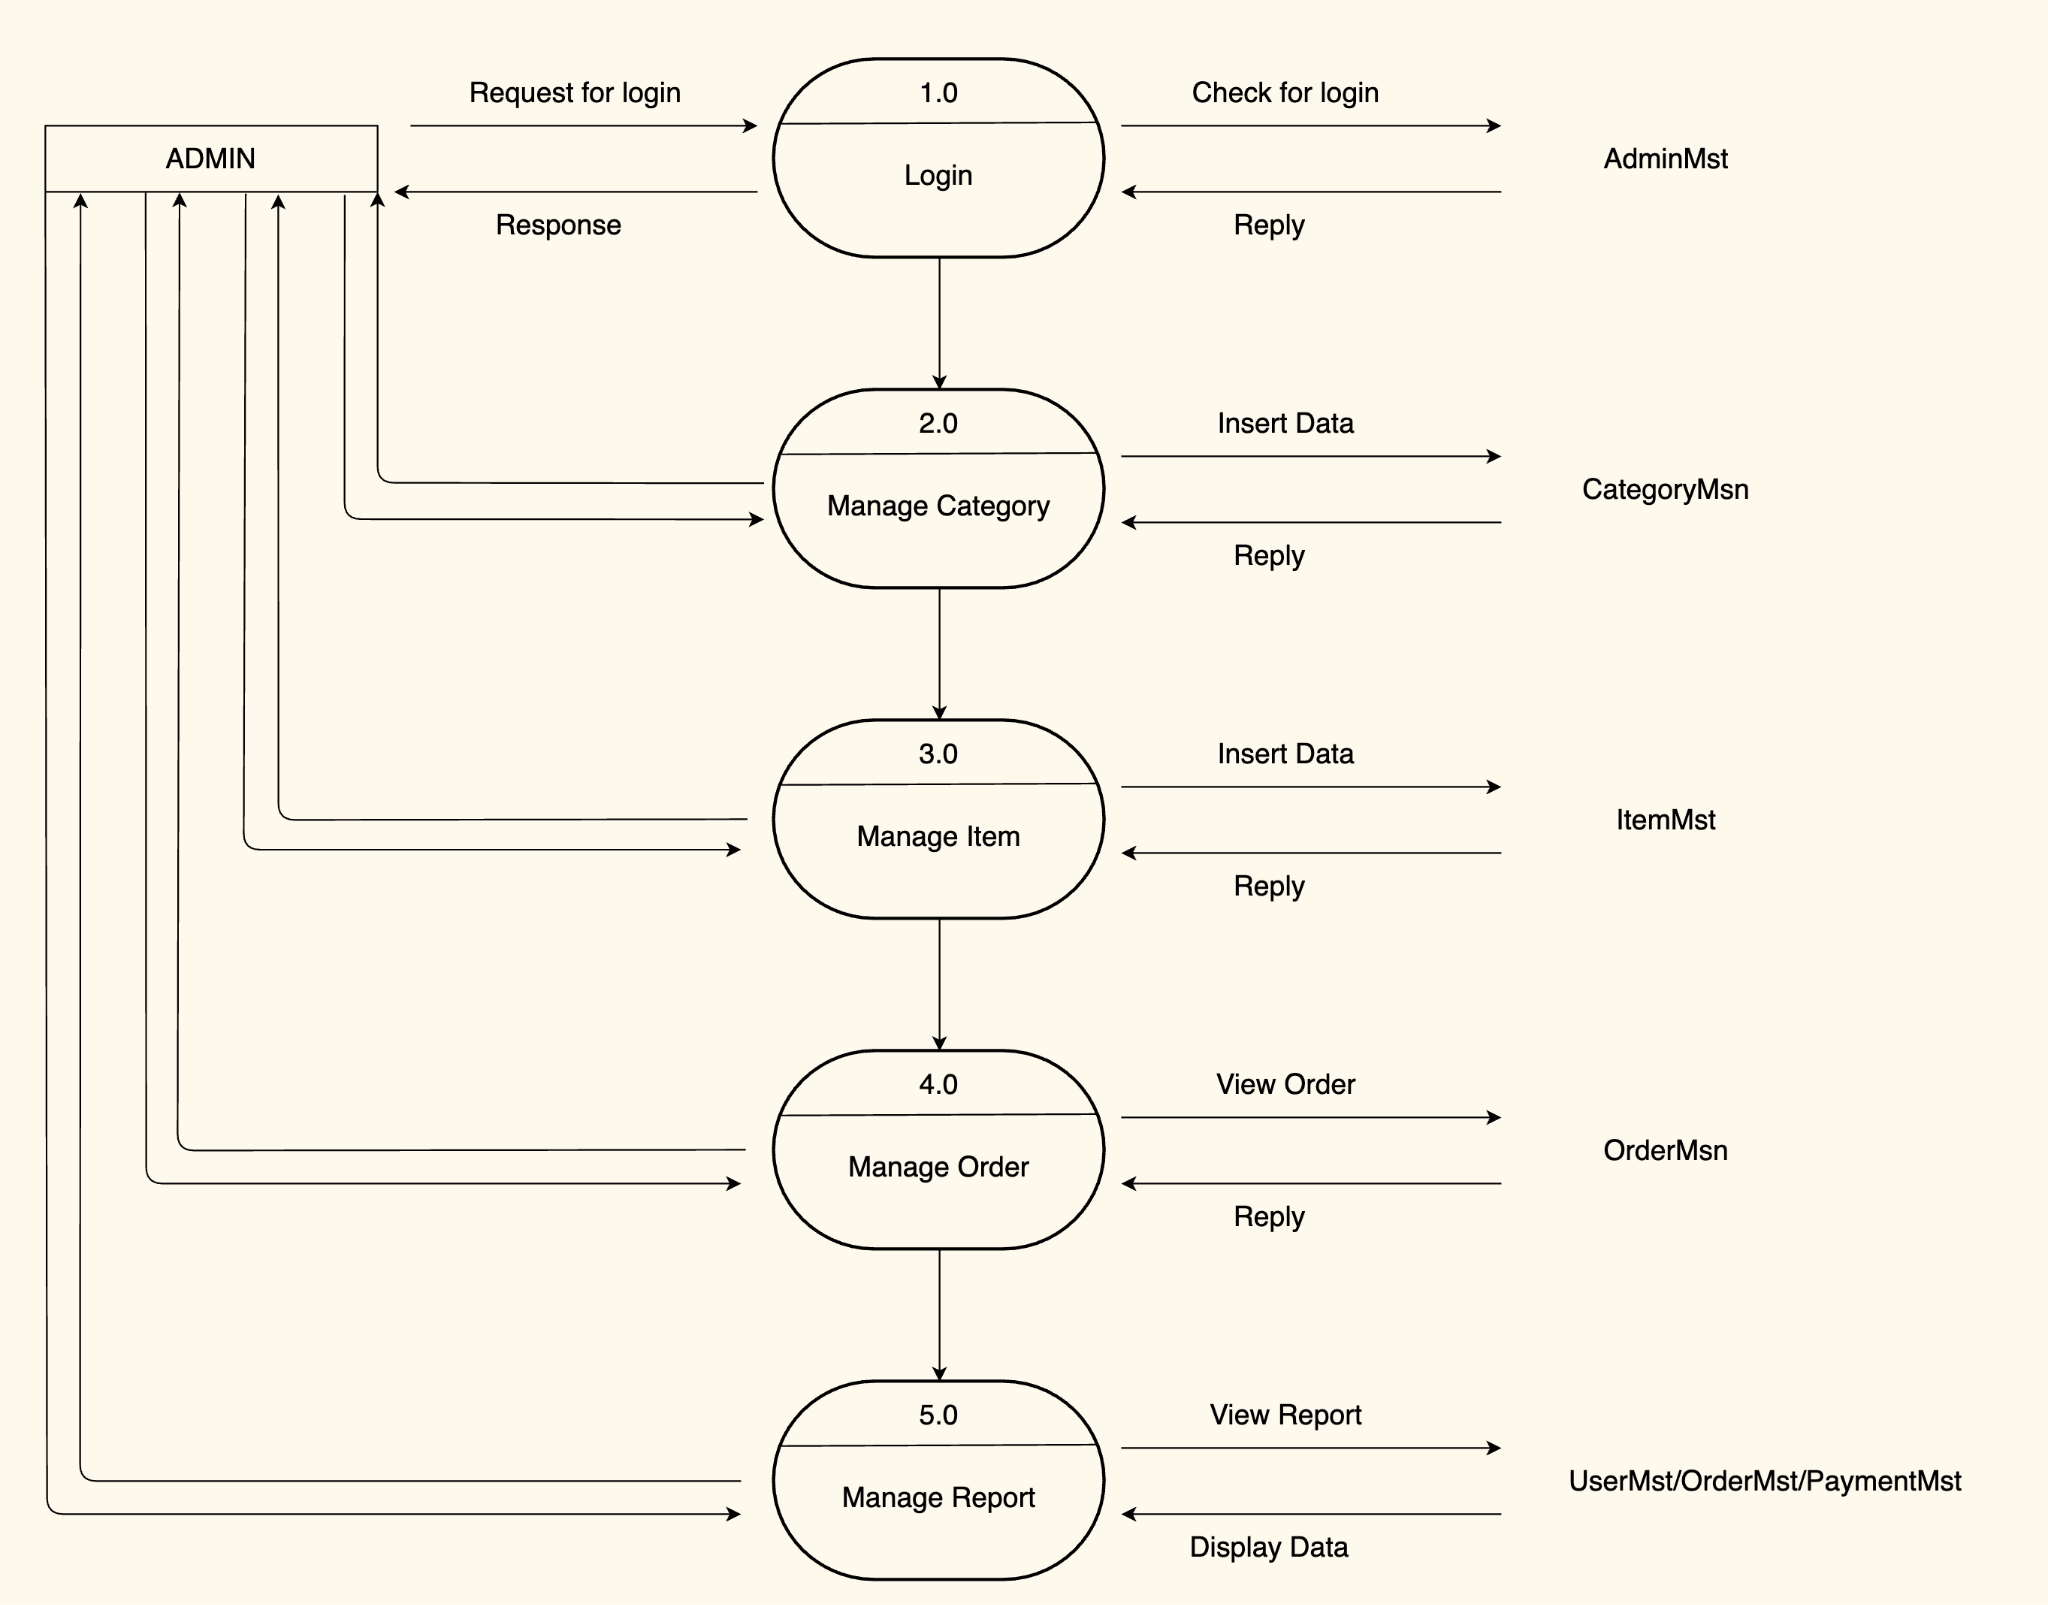 Request for login
1.0
Check for login
ADMIN
Login
AdminMst
Response
Reply
2.0
Insert Data
Manage Category
CategoryMsn
Reply
3.0
Insert Data
Manage Item
ItemMst
Reply
4.0
View Order
Manage Order
OrderMsn
Reply
5.0
View Report
Manage Report
UserMst/OrderMst/PaymentMst
Display Data